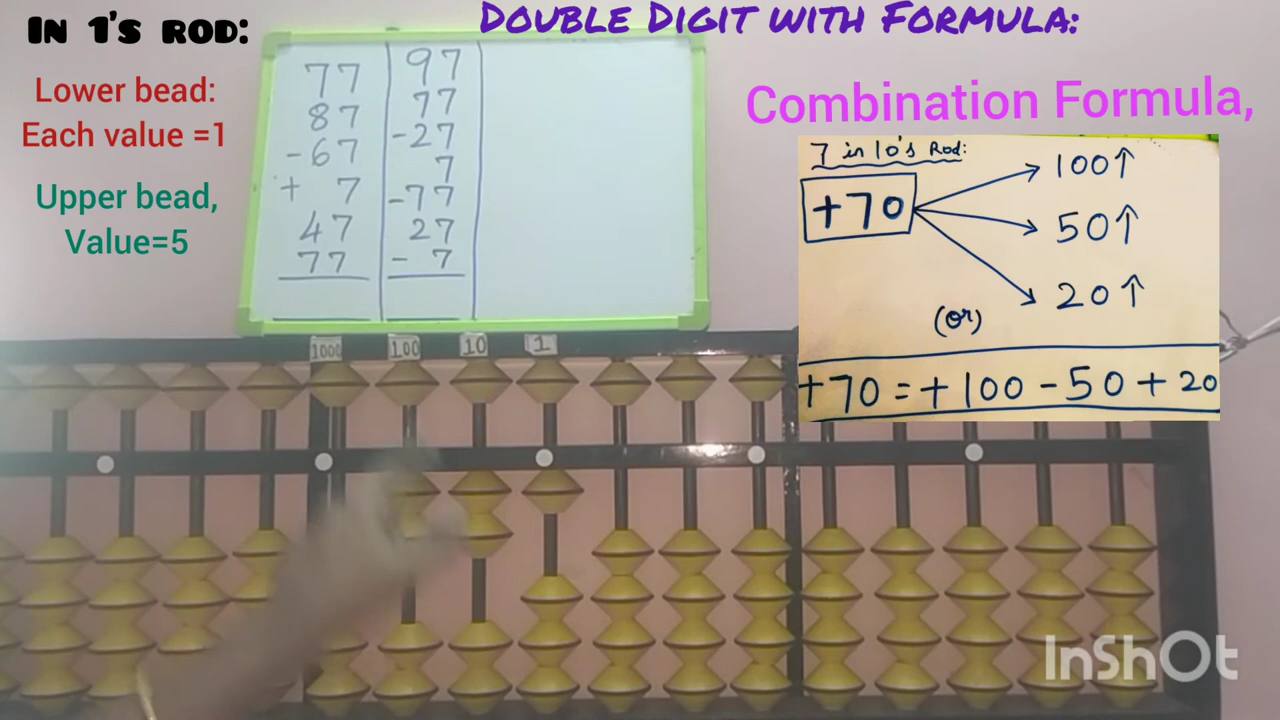 In 1's rod:
Double Digit with Formula:
Lower bead:
Each value =1
Upper bead,
Value=5
77
87
-67
+ 7
47
77
97
77
-27
7
-77
27
- 7
Combination Formula,
7 in 10's Rod:
+70
100↑
50↑
20↑
(or)
+70 = +100 - 50 + 20
1000 100 10 1
InShOt